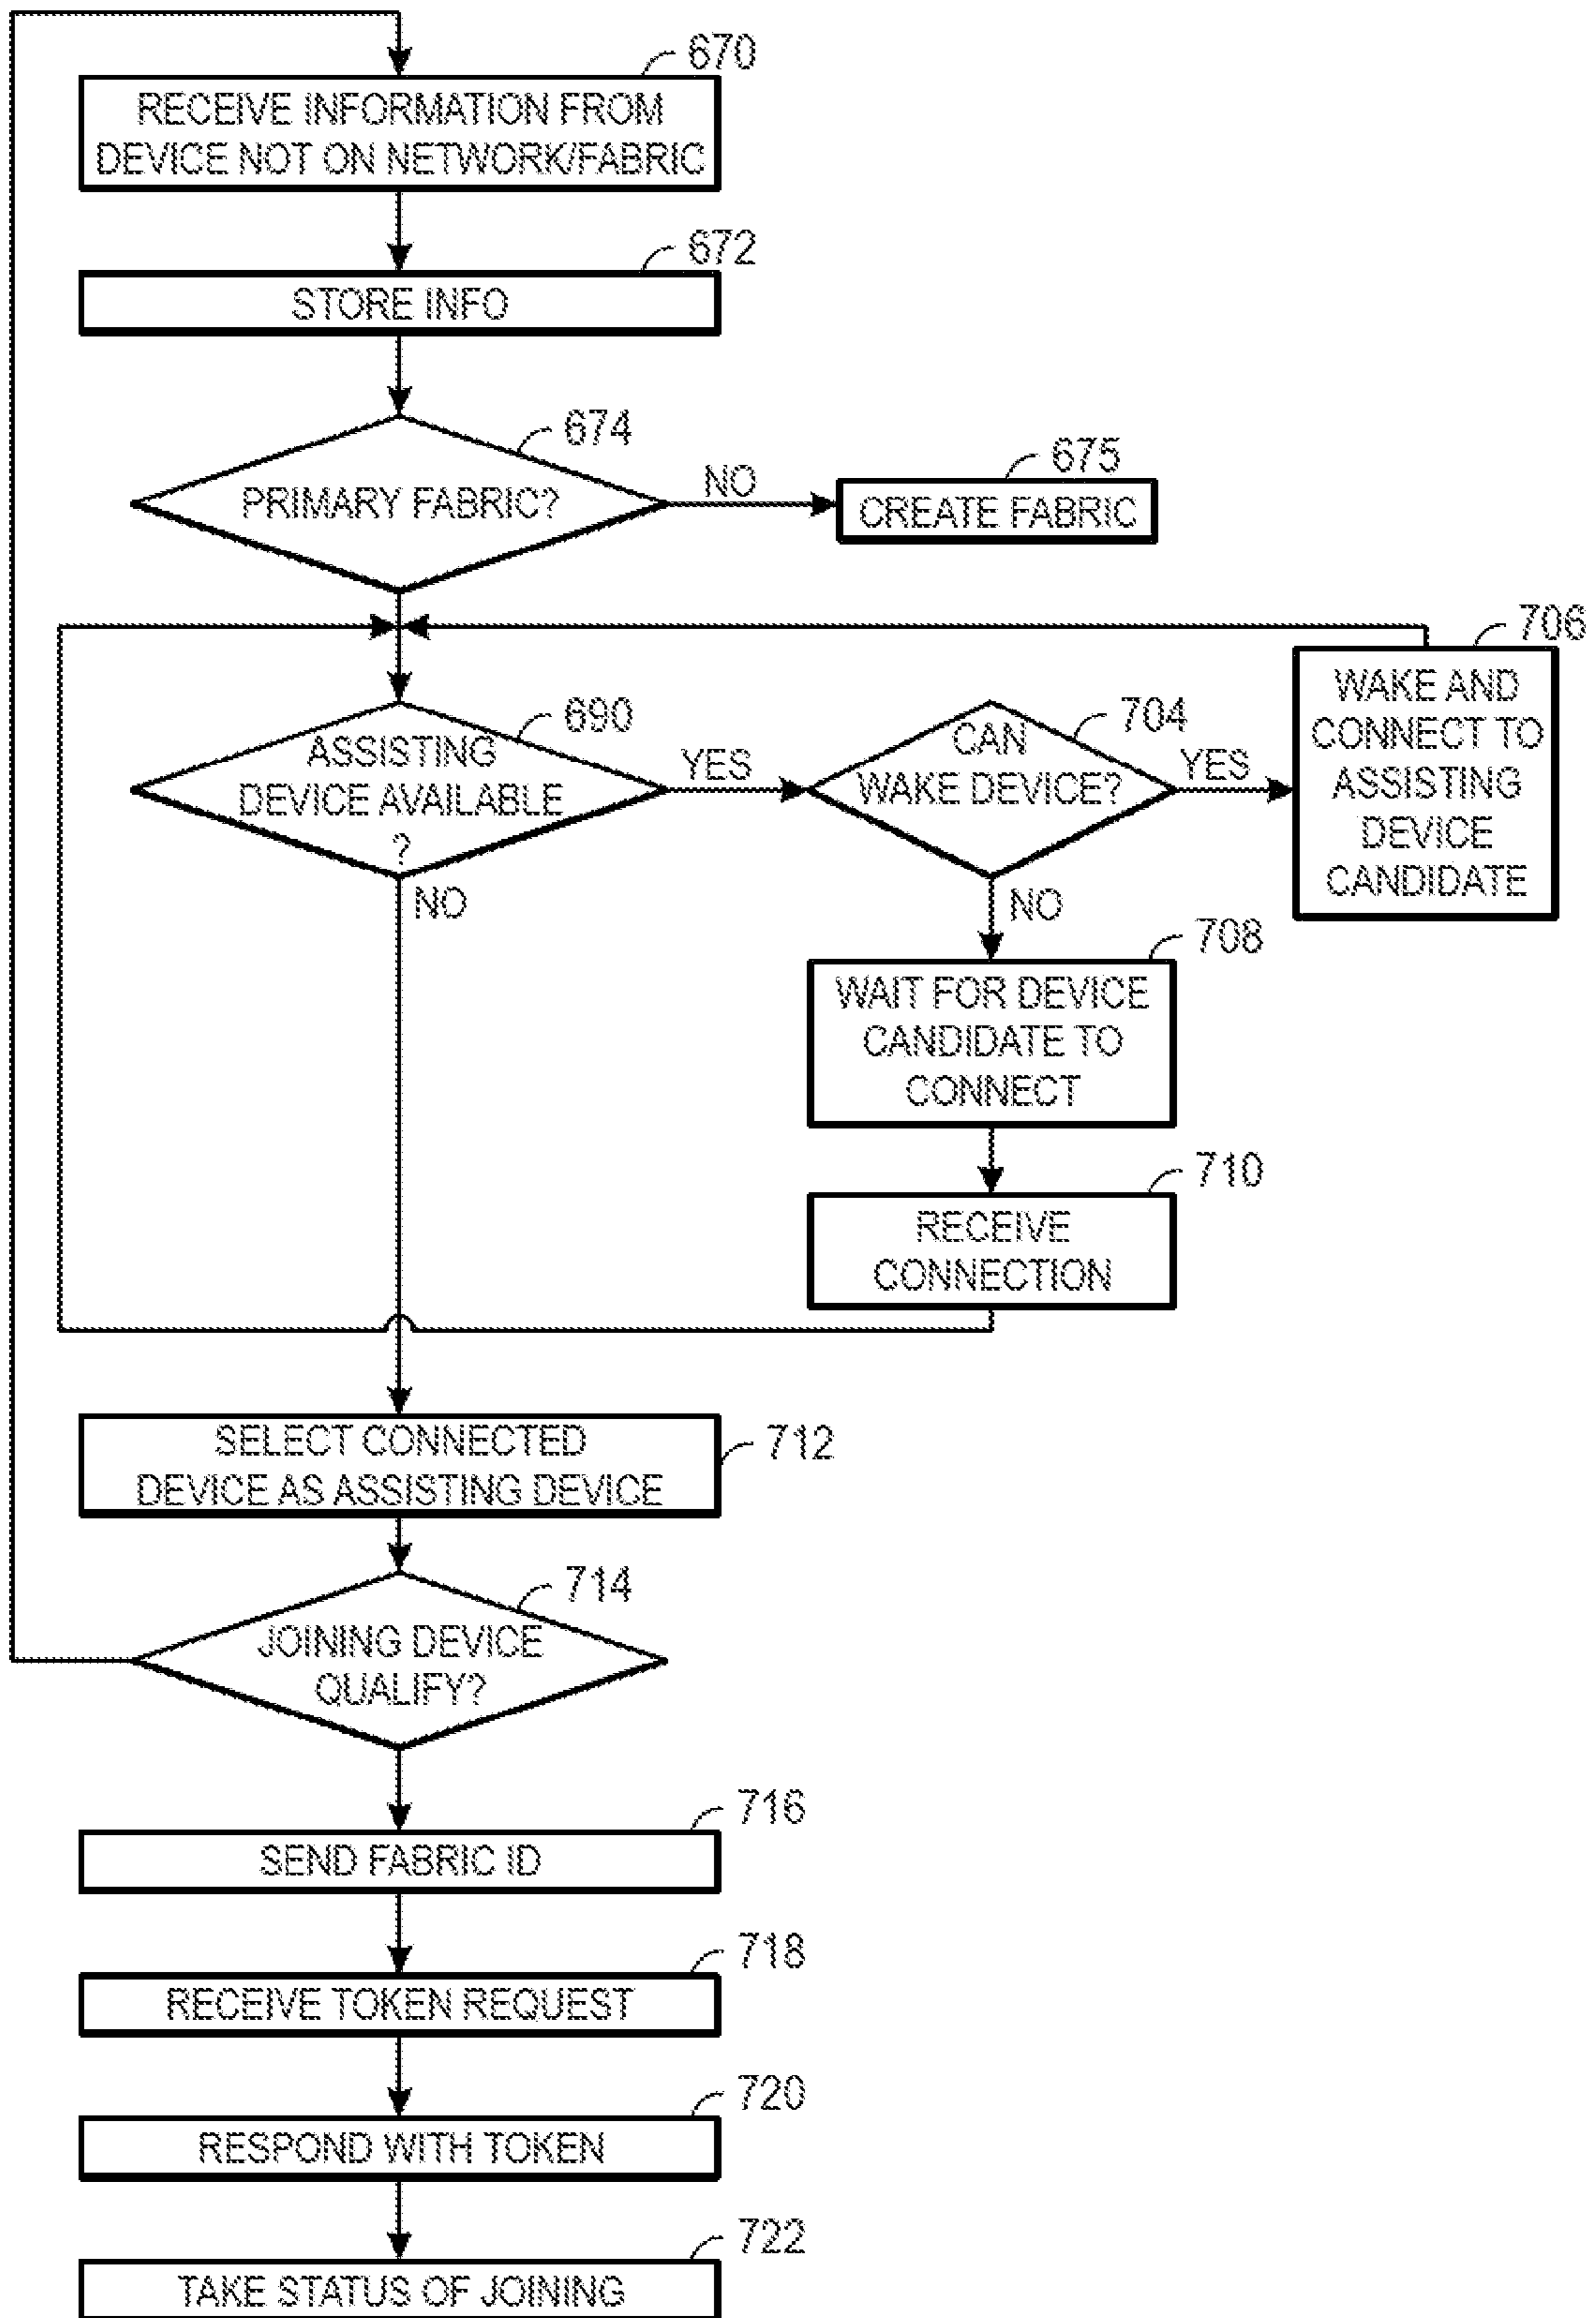 670
RECEIVE INFORMATION FROM
DEVICE NOT ON NETWORK/FABRIC
672
STORE INFO
674
PRIMARY FABRIC?
NO
675
CREATE FABRIC
690
ASSISTING
DEVICE AVAILABLE
?
YES
NO
704
CAN
WAKE DEVICE?
YES
NO
706
WAKE AND
CONNECT TO
ASSISTING
DEVICE
CANDIDATE
708
WAIT FOR DEVICE
CANDIDATE TO
CONNECT
710
RECEIVE
CONNECTION
712
SELECT CONNECTED
DEVICE AS ASSISTING DEVICE
714
JOINING DEVICE
QUALIFY?
716
SEND FABRIC ID
718
RECEIVE TOKEN REQUEST
720
RESPOND WITH TOKEN
722
TAKE STATUS OF JOINING